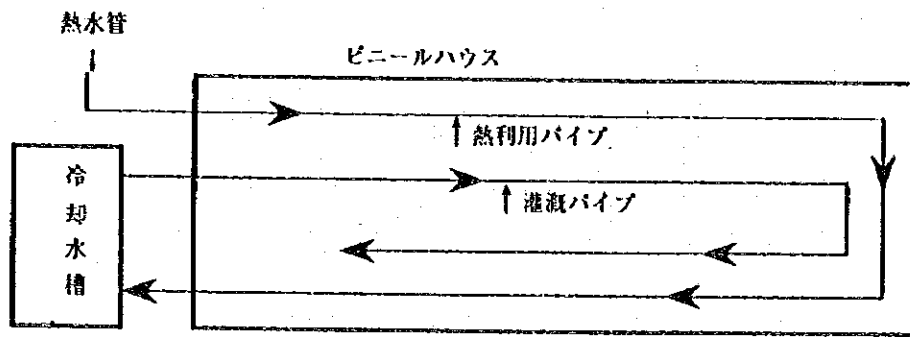 熱水管
ビニールハウス
熱利用パイプ
冷却水槽
灌漑パイプ